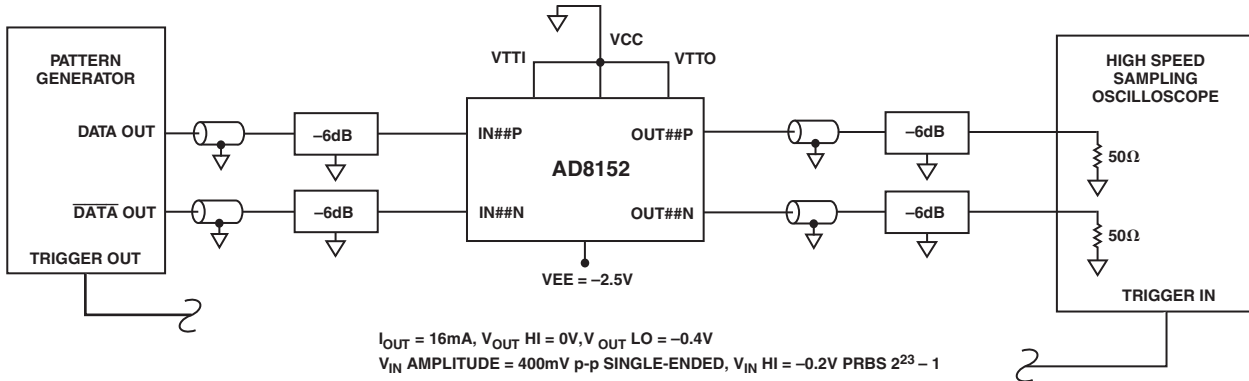 VCC
VTTI
VTTO
PATTERN
GENERATOR
HIGH SPEED
SAMPLING
OSCILLOSCOPE
DATA OUT
–6dB
IN##P
OUT##P
–6dB
50Ω
AD8152
DATA OUT
–6dB
IN##N
OUT##N
–6dB
50Ω
TRIGGER OUT
VEE = –2.5V
TRIGGER IN
IOUT = 16mA, VOUT HI = 0V, V OUT LO = –0.4V
VIN AMPLITUDE = 400mV p-p SINGLE-ENDED, VIN HI = –0.2V PRBS 2²³ – 1